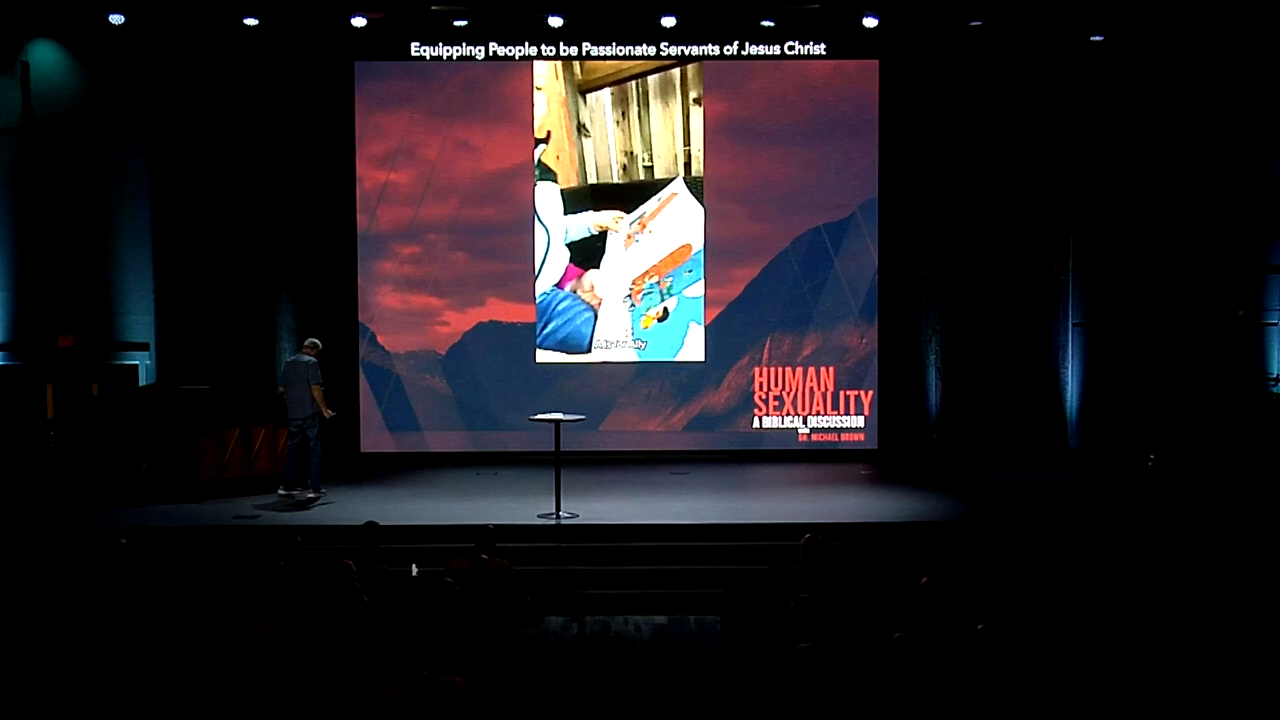 Equipping People to be Passionate Servants of Jesus Christ
HUMAN
SEXUALITY
A BIBLICAL DISCUSSION
DR. MICHAEL BROWN